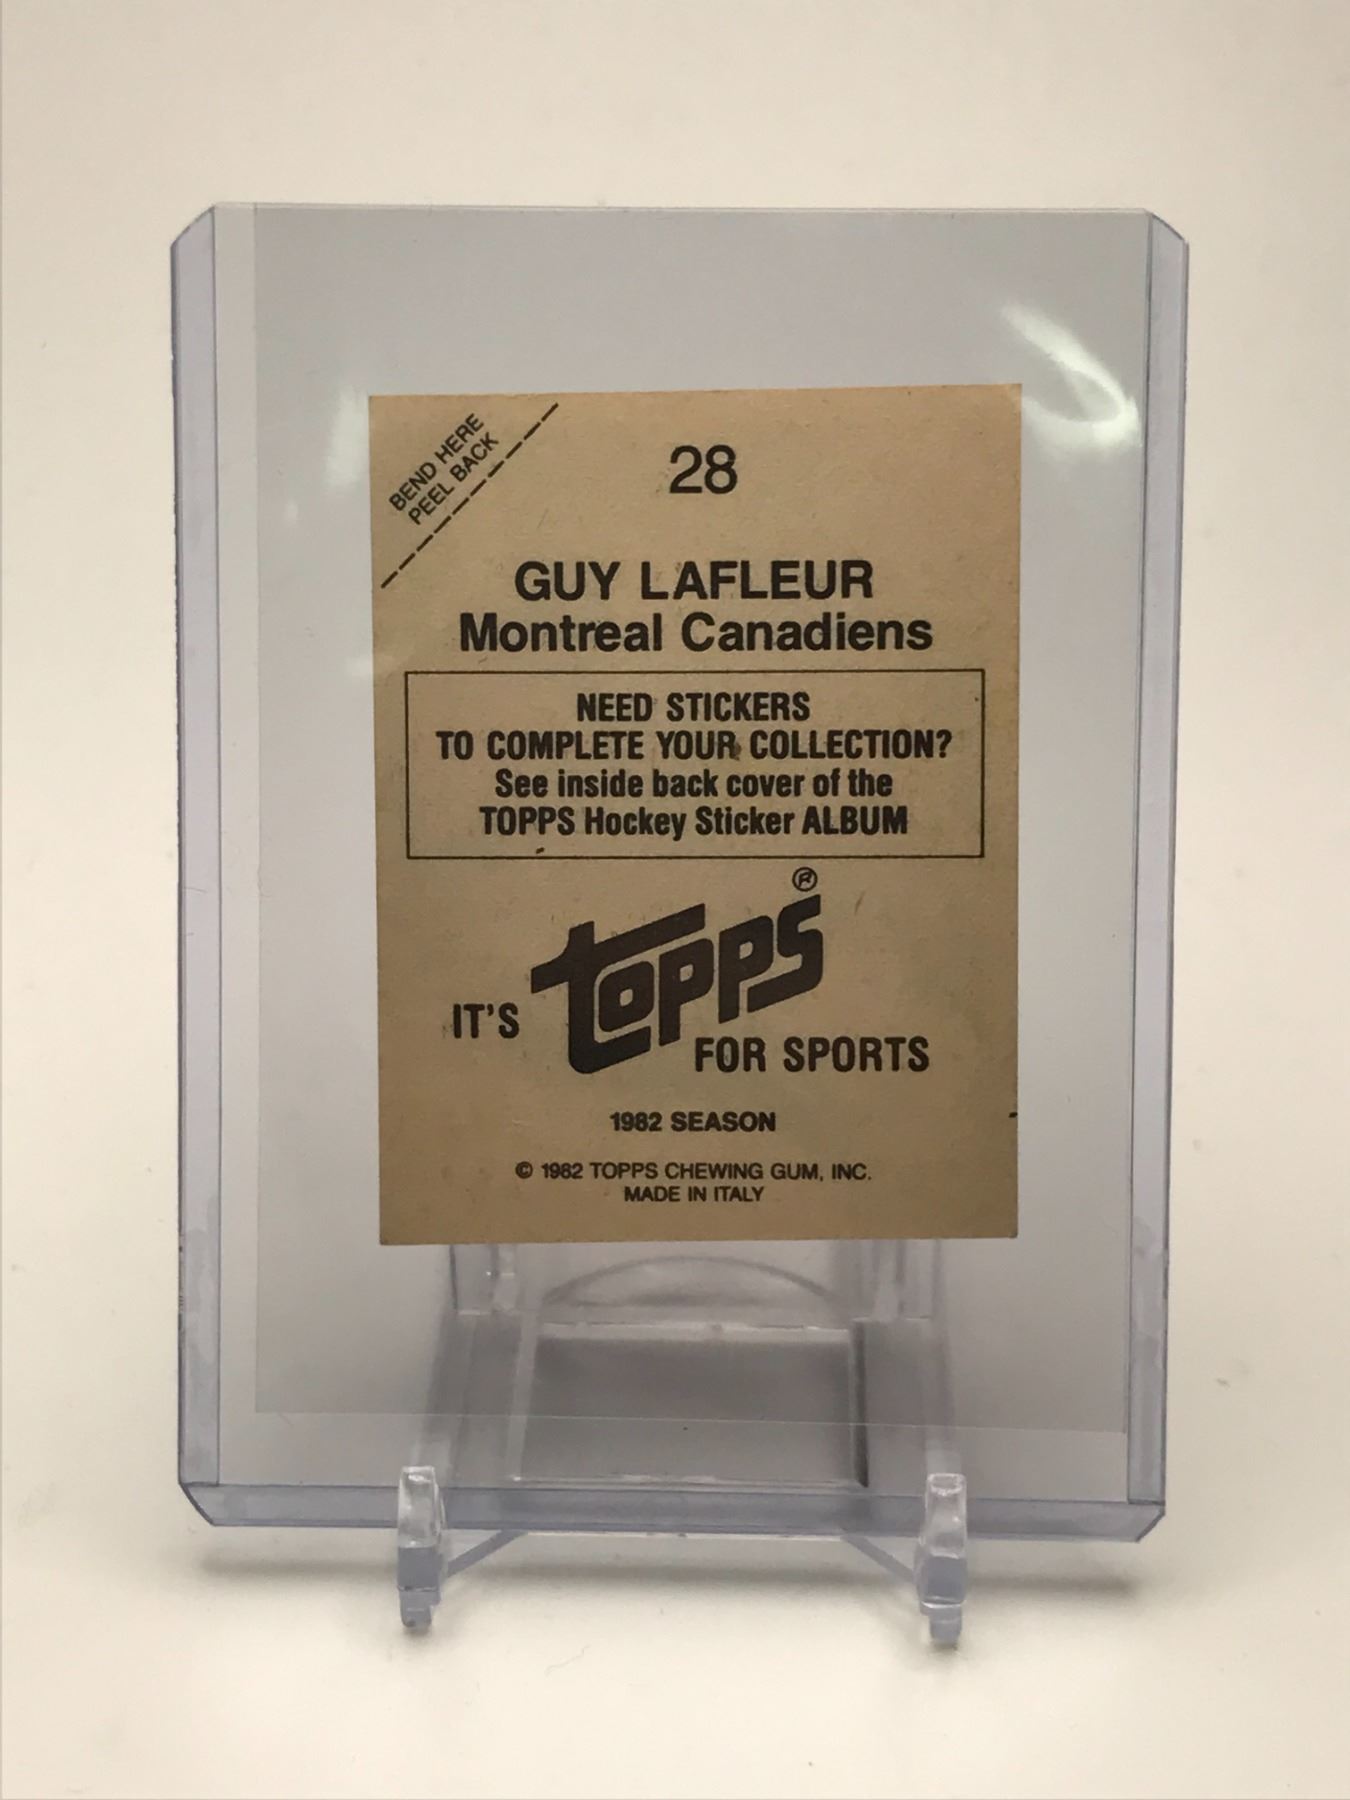 BEND HERE
PEEL BACK
28
GUY LAFLEUR
Montreal Canadiens
NEED STICKERS
TO COMPLETE YOUR COLLECTION?
See inside back cover of the
TOPPS Hockey Sticker ALBUM
IT'S topps® FOR SPORTS
1982 SEASON
© 1982 TOPPS CHEWING GUM, INC.
MADE IN ITALY